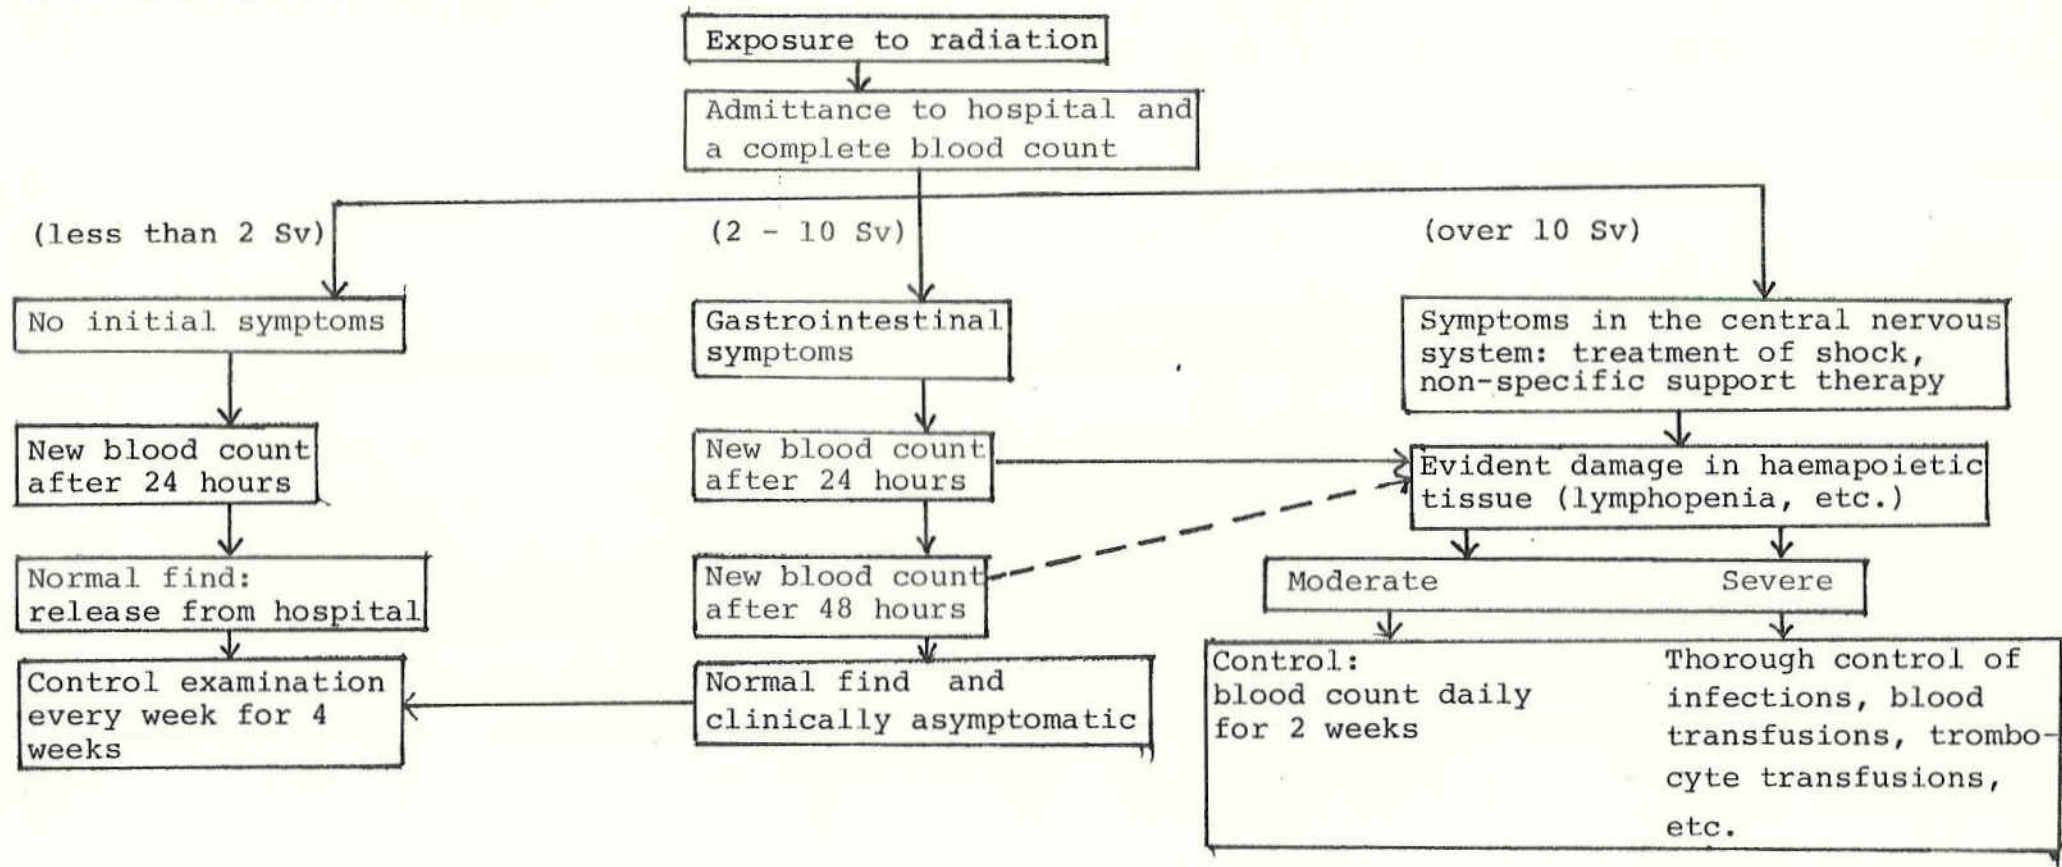 Exposure to radiation
Admittance to hospital and
a complete blood count
(less than 2 Sv)
(2 - 10 Sv)
(over 10 Sv)
No initial symptoms
New blood count
after 24 hours
Normal find:
release from hospital
Control examination
every week for 4
weeks
Gastrointestinal
symptoms
New blood count
after 24 hours
New blood count
after 48 hours
Normal find and
clinically asymptomatic
Symptoms in the central nervous
system: treatment of shock,
non-specific support therapy
Evident damage in haemapoietic
tissue (lymphopenia, etc.)
Moderate
Severe
Control:
blood count daily
for 2 weeks
Thorough control of
infections, blood
transfusions, trombo-
cyte transfusions,
etc.